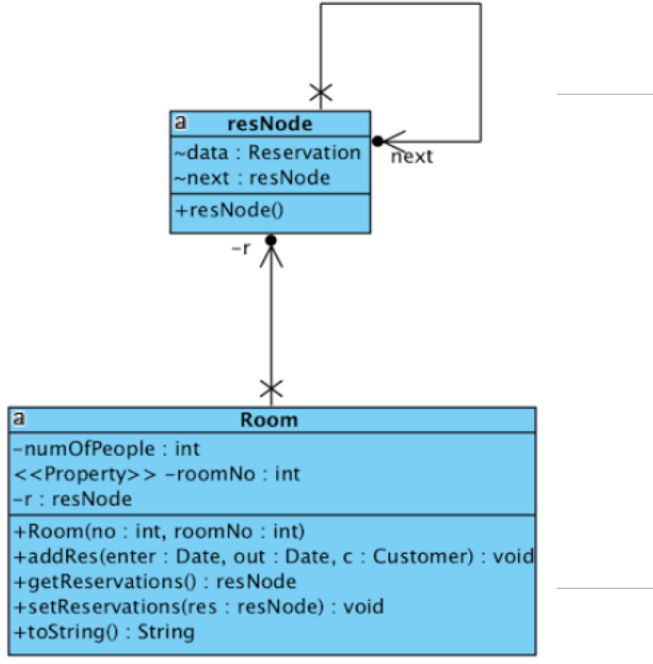 a resNode
~data : Reservation
~next : resNode
+resNode()
next
-r
a Room
-numOfPeople : int
<<Property>> -roomNo : int
-r : resNode
+Room(no : int, roomNo : int)
+addRes(enter : Date, out : Date, c : Customer) : void
+getReservations() : resNode
+setReservations(res : resNode) : void
+toString() : String